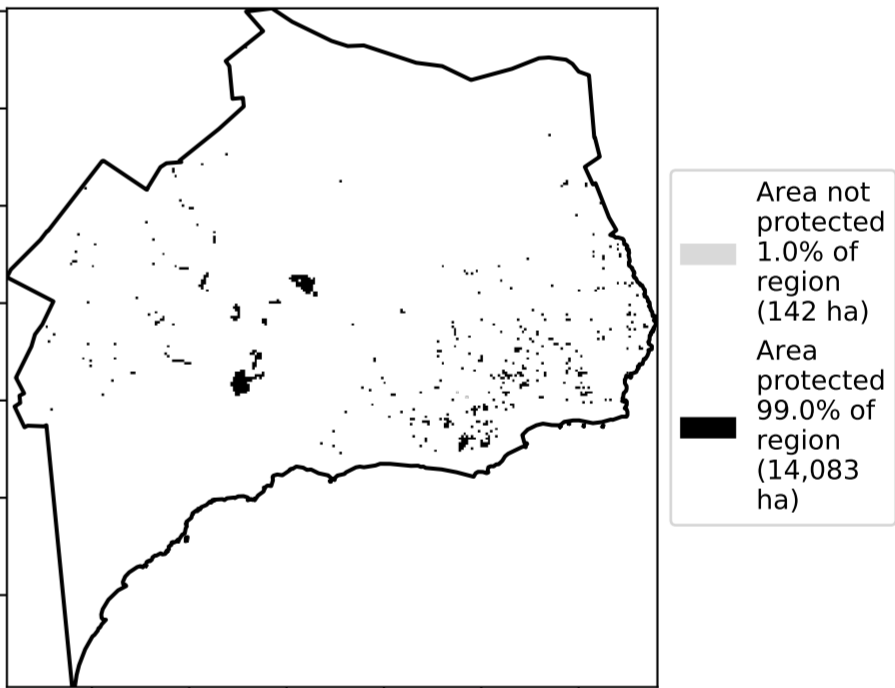 Area not
protected
1.0% of
region
(142 ha)
Area
protected
99.0% of
region
(14,083
ha)